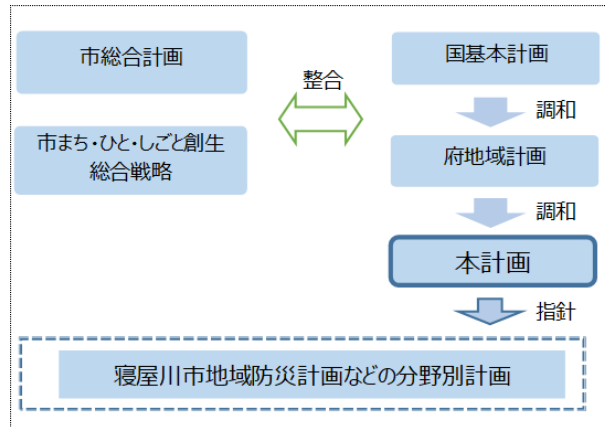 市総合計画
市まち・ひと・しごと創生
総合戦略
整合
国基本計画
調和
府地域計画
調和
本計画
指針
寝屋川市地域防災計画などの分野別計画